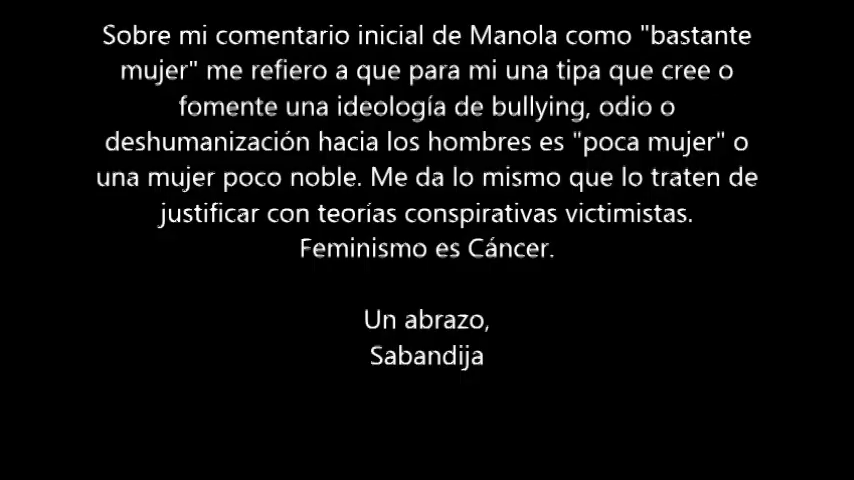 Sobre mi comentario inicial de Manola como "bastante
mujer" me refiero a que para mi una tipa que cree o
fomente una ideología de bullying, odio o
deshumanización hacia los hombres es "poca mujer" o
una mujer poco noble. Me da lo mismo que lo traten de
justificar con teorías conspirativas victimistas.
Feminismo es Cáncer.
Un abrazo,
Sabandija